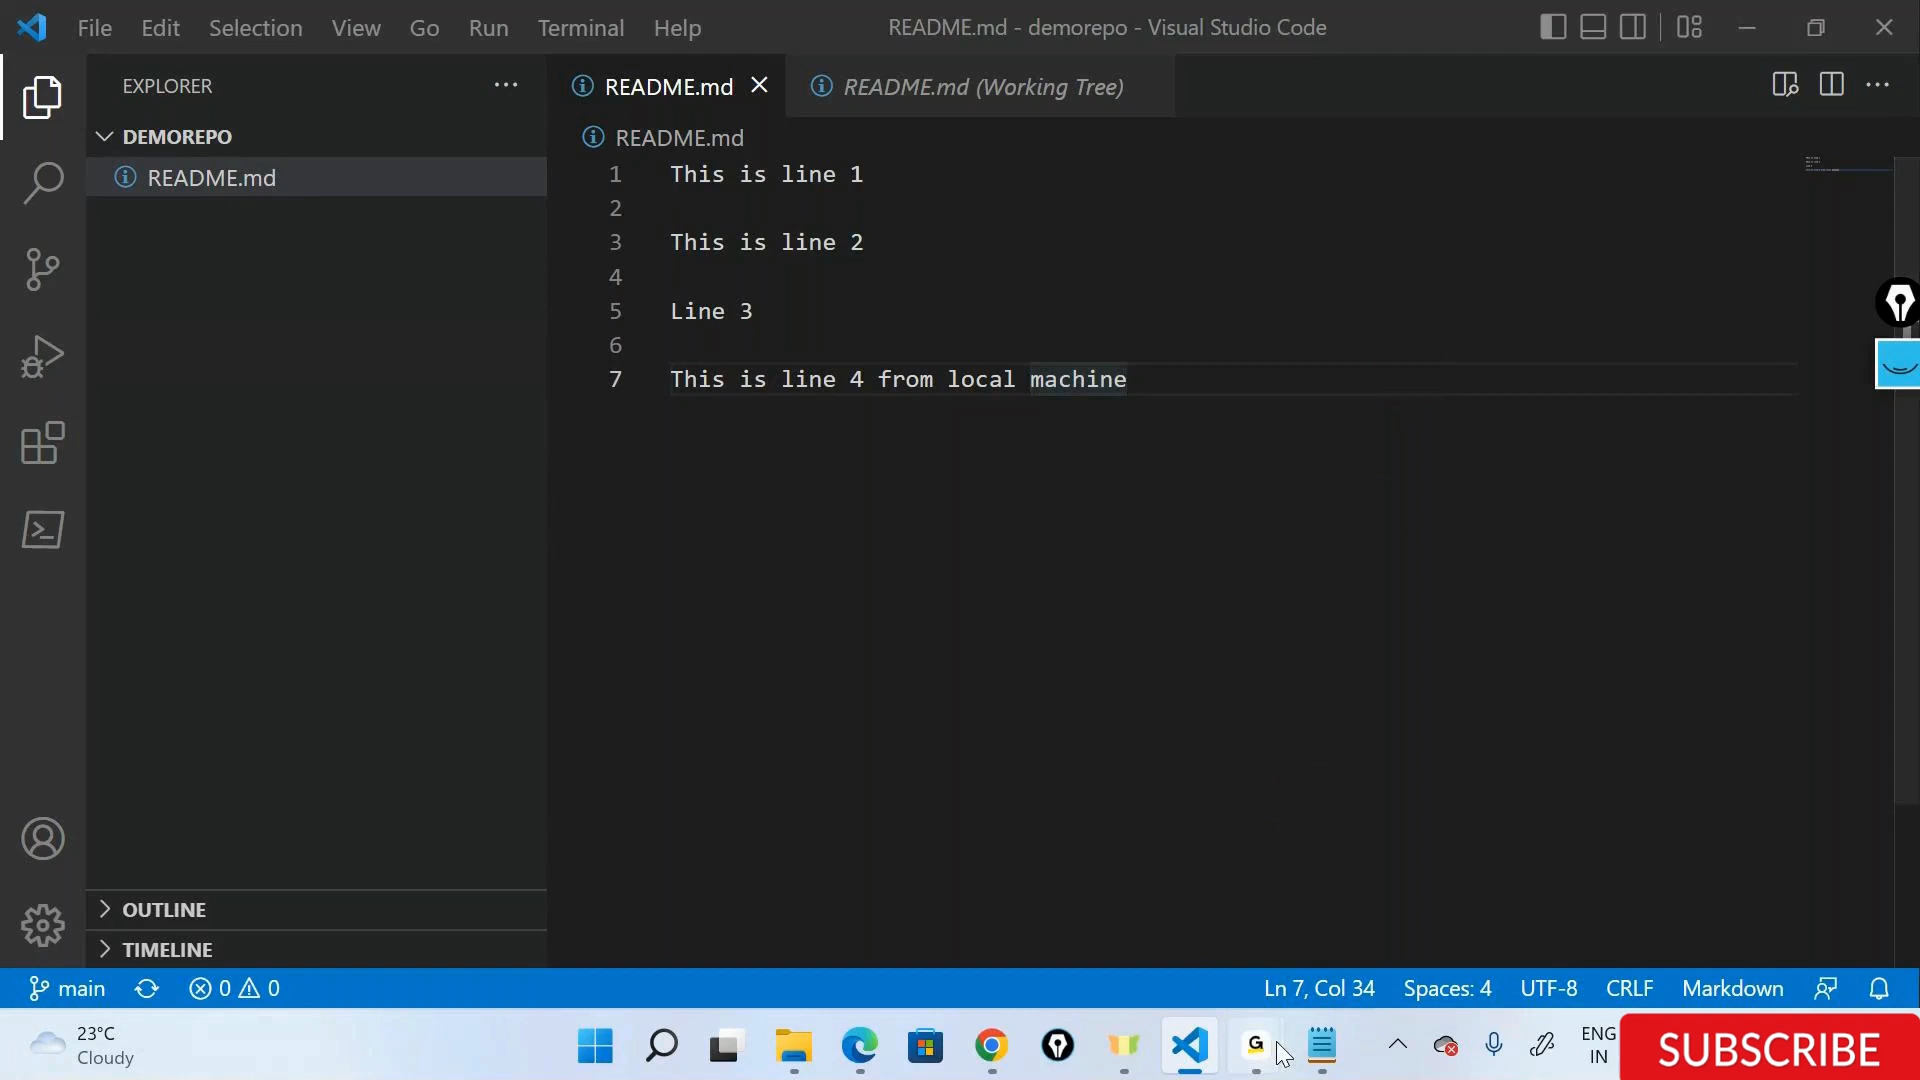 File Edit Selection View Go Run Terminal Help README.md - demorepo - Visual Studio Code
EXPLORER
README.md
README.md (Working Tree)
DEMOREPO
README.md
README.md
1 This is line 1
2
3 This is line 2
4
5 Line 3
6
7 This is line 4 from local machine
OUTLINE
TIMELINE
main 0 0 Ln 7, Col 34 Spaces: 4 UTF-8 CRLF Markdown
23°C
Cloudy
G
ENG
IN
SUBSCRIBE